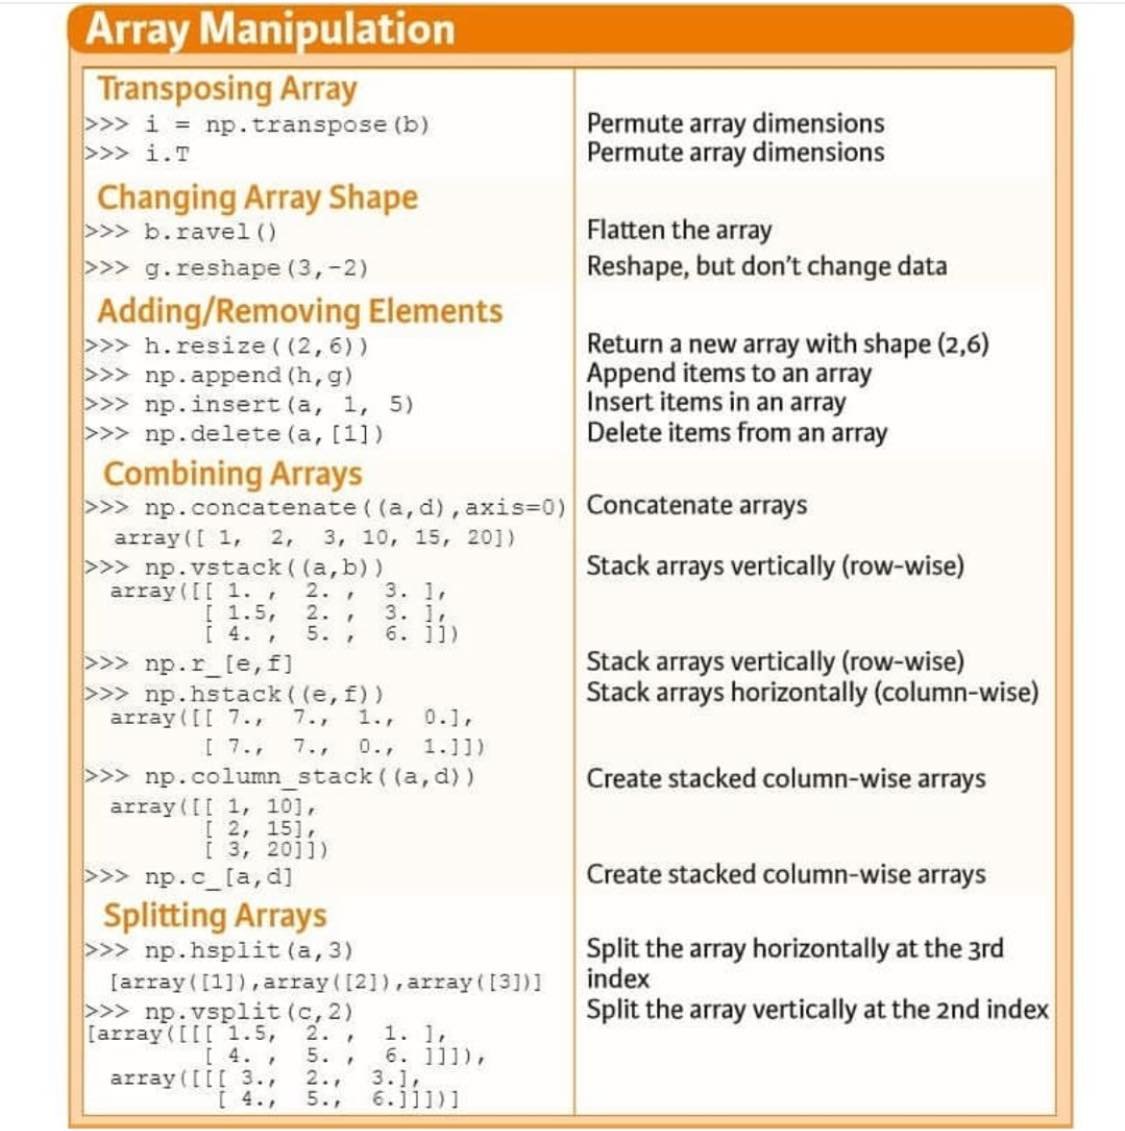 Array Manipulation
Transposing Array
>>> i = np.transpose(b) Permute array dimensions
>>> i.T Permute array dimensions
Changing Array Shape
>>> b.ravel() Flatten the array
>>> g.reshape(3,-2) Reshape, but don't change data
Adding/Removing Elements
>>> h.resize((2,6)) Return a new array with shape (2,6)
>>> np.append(h,g) Append items to an array
>>> np.insert(a, 1, 5) Insert items in an array
>>> np.delete(a,[1]) Delete items from an array
Combining Arrays
>>> np.concatenate((a,d),axis=0) Concatenate arrays
array([ 1, 2, 3, 10, 15, 20])
>>> np.vstack((a,b)) Stack arrays vertically (row-wise)
array([[ 1. , 2. , 3. ],
[ 1.5, 2. , 3. ],
[ 4. , 5. , 6. ]])
>>> np.r_[e,f] Stack arrays vertically (row-wise)
>>> np.hstack((e,f)) Stack arrays horizontally (column-wise)
array([[ 7., 7., 1., 0.],
[ 7., 7., 0., 1.]])
>>> np.column_stack((a,d)) Create stacked column-wise arrays
array([[ 1, 10],
[ 2, 15],
[ 3, 20]])
>>> np.c_[a,d] Create stacked column-wise arrays
Splitting Arrays
>>> np.hsplit(a,3) Split the array horizontally at the 3rd
[array([1]),array([2]),array([3])] index
>>> np.vsplit(c,2) Split the array vertically at the 2nd index
[array([[[ 1.5, 2. , 1. ],
[ 4. , 5. , 6. ]]]),
array([[[ 3., 2., 3.],
[ 4., 5., 6.]]])]